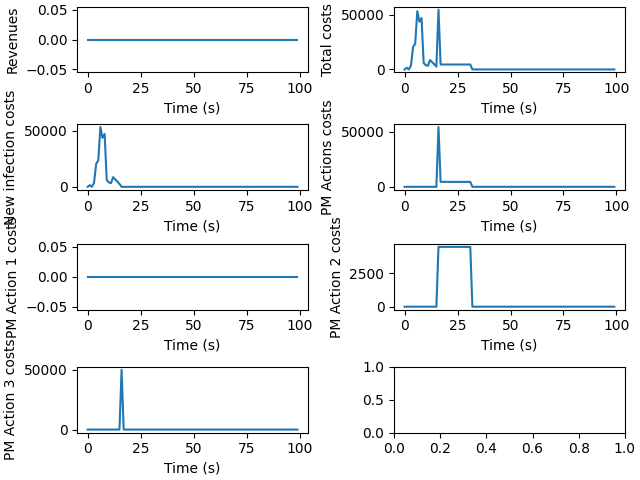 Revenues
0.05
0.00
−0.05
0 25 50 75 100
Time (s)
Total costs
50000
0
0 25 50 75 100
Time (s)
New infection costs
50000
0
0 25 50 75 100
Time (s)
PM Actions costs
50000
0
0 25 50 75 100
Time (s)
PM Action 1 costs
0.05
0.00
−0.05
0 25 50 75 100
Time (s)
PM Action 2 costs
2500
0
0 25 50 75 100
Time (s)
PM Action 3 costs
50000
0
0 25 50 75 100
Time (s)
1.0
0.5
0.0
0.0 0.2 0.4 0.6 0.8 1.0